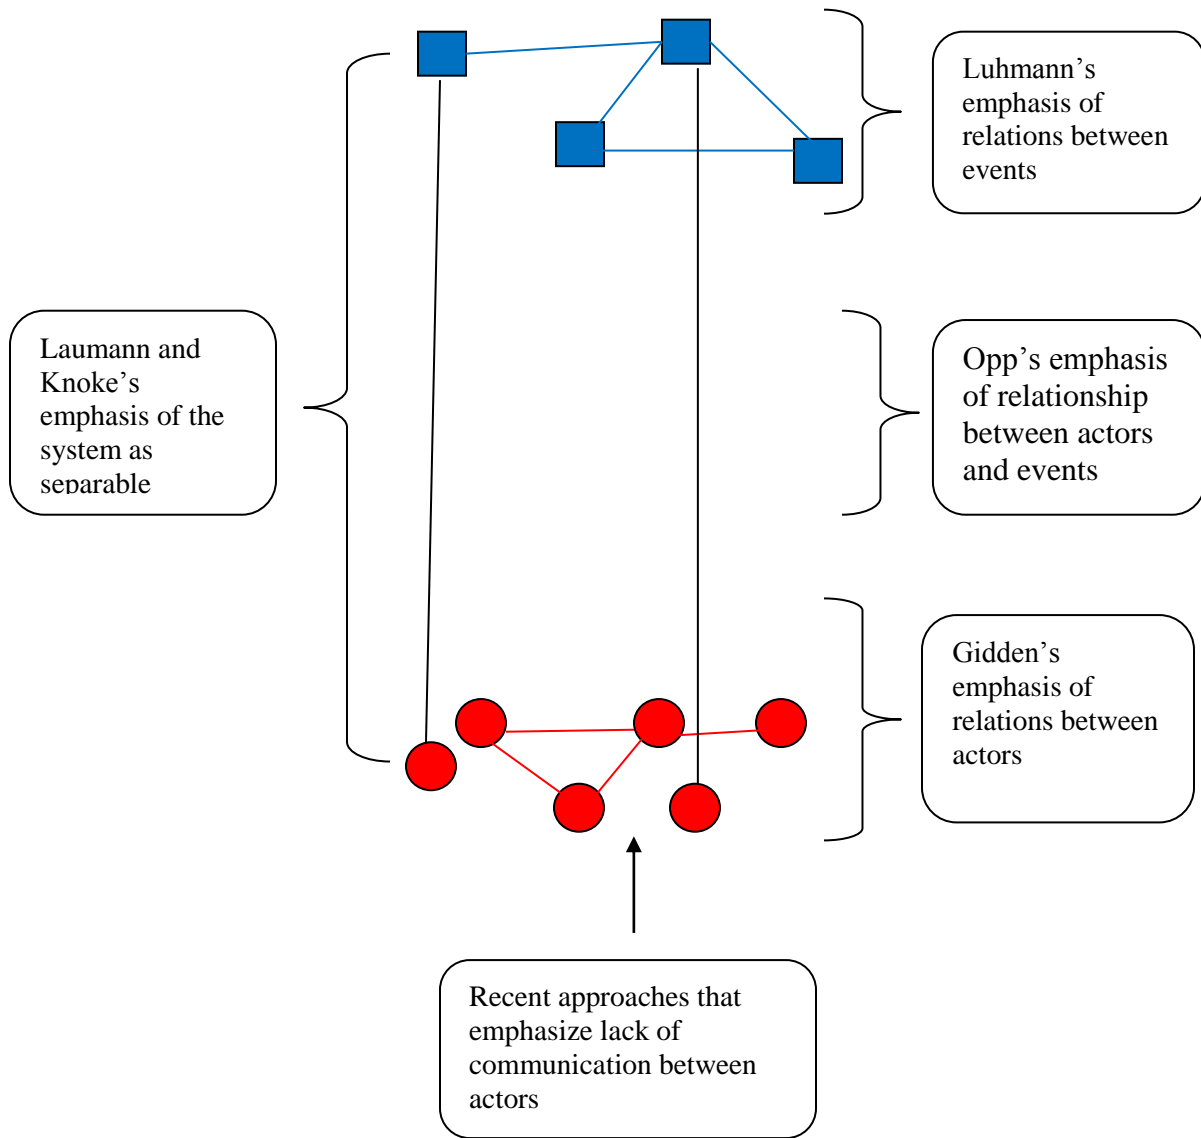 Luhmann’s
emphasis of
relations between
events
Laumann and
Knoke’s
emphasis of the
system as
separable
Opp’s emphasis
of relationship
between actors
and events
Gidden’s
emphasis of
relations between
actors
Recent approaches that
emphasize lack of
communication between
actors